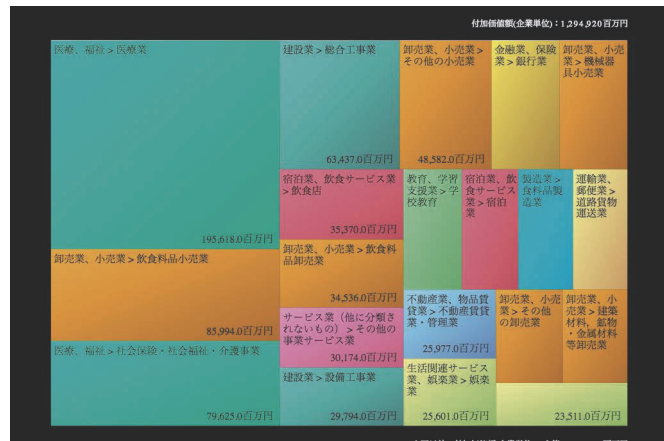 付加価値額(企業単位)：1,294,920百万円
医療、福祉＞医療業
195,618.0百万円
卸売業、小売業＞飲食料品小売業
85,994.0百万円
医療、福祉＞社会保険・社会福祉・介護事業
79,625.0百万円
建設業＞総合工事業
63,437.0百万円
卸売業、小売業＞
その他の小売業
48,582.0百万円
金融業、保険
業＞銀行業
卸売業、小売
業＞機械器
具小売業
宿泊業、飲食サービス業
＞飲食店
35,370.0百万円
卸売業、小売業＞飲食料
品卸売業
34,536.0百万円
サービス業（他に分類さ
れないもの）＞その他の
事業サービス業
30,174.0百万円
建設業＞設備工事業
29,794.0百万円
教育、学習
支援業＞学
校教育
宿泊業、飲
食サービス
業＞宿泊
業
製造業＞
食料品製
造業
運輸業、
郵便業＞
道路貨物
運送業
不動産業、物品賃
貸業＞不動産賃貸
業・管理業
25,977.0百万円
生活関連サービス
業、娯楽業＞娯楽
業
25,601.0百万円
卸売業、小売
業＞その他
の卸売業
卸売業、小
売業＞建築
材料，鉱物
・金属材料
等卸売業
23,511.0百万円